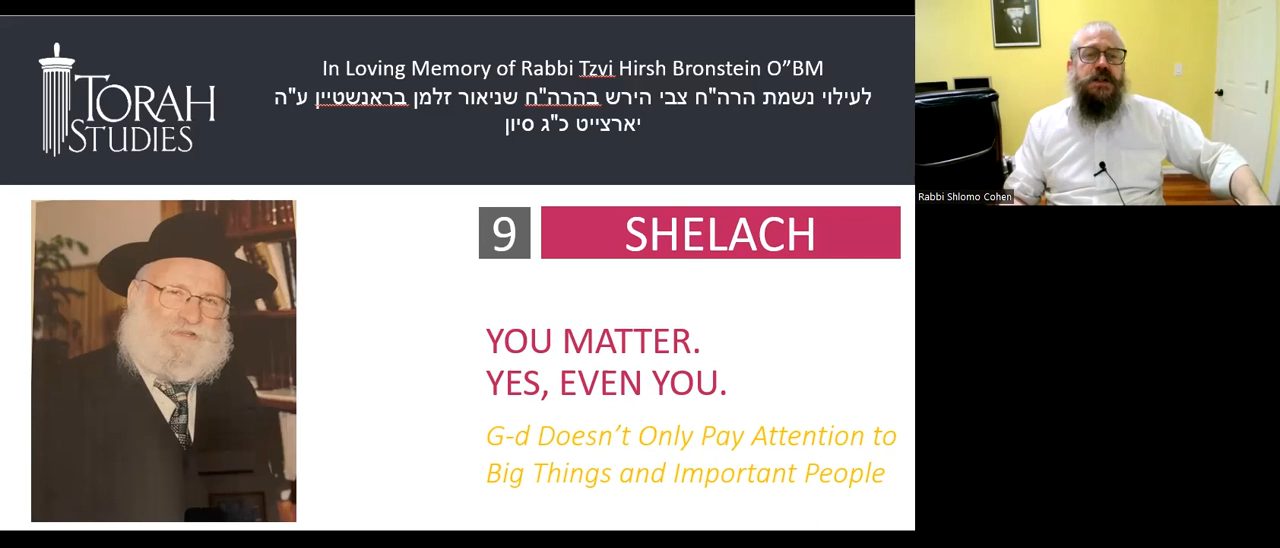 TORAH
STUDIES
In Loving Memory of Rabbi Tzvi Hirsh Bronstein O”BM
לעילוי נשמת הרה"ח צבי הירש בהרה"ח שניאור זלמן בראנשטיין ע"ה
יארצייט כ"ג סיון
9 SHELACH
YOU MATTER.
YES, EVEN YOU.
G-d Doesn’t Only Pay Attention to
Big Things and Important People
Rabbi Shlomo Cohen